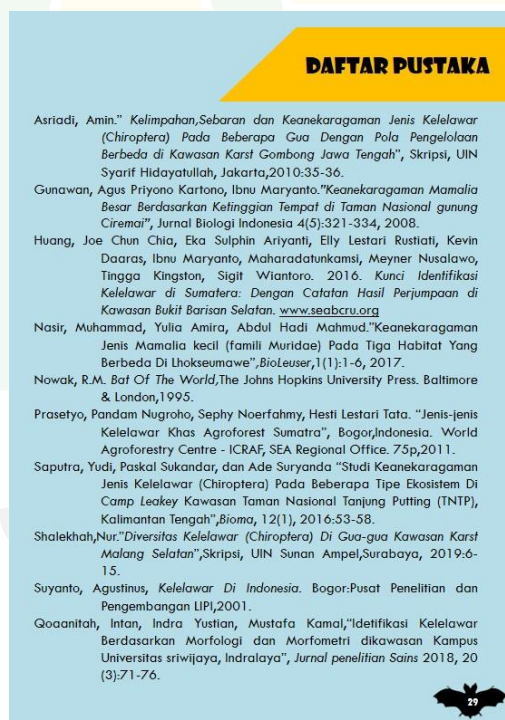 DAFTAR PUSTAKA
Asriadi, Amin.” Kelimpahan,Sebaran dan Keanekaragaman Jenis Kelelawar
(Chiroptera) Pada Beberapa Gua Dengan Pola Pengelolaan
Berbeda di Kawasan Karst Gombong Jawa Tengah”, Skripsi, UIN
Syarif Hidayatullah, Jakarta,2010:35-36.
Gunawan, Agus Priyono Kartono, Ibnu Maryanto.”Keanekaragaman Mamalia
Besar Berdasarkan Ketinggian Tempat di Taman Nasional gunung
Ciremai”, Jurnal Biologi Indonesia 4(5):321-334, 2008.
Huang, Joe Chun Chia, Eka Sulphin Ariyanti, Elly Lestari Rustiati, Kevin
Daaras, Ibnu Maryanto, Maharadatunkamsi, Meyner Nusalawo,
Tingga Kingston, Sigit Wiantoro. 2016. Kunci Identifikasi
Kelelawar di Sumatera: Dengan Catatan Hasil Perjumpaan di
Kawasan Bukit Barisan Selatan. www.seabcru.org
Nasir, Muhammad, Yulia Amira, Abdul Hadi Mahmud.”Keanekaragaman
Jenis Mamalia kecil (famili Muridae) Pada Tiga Habitat Yang
Berbeda Di Lhokseumawe”,BioLeuser,1(1):1-6, 2017.
Nowak, R.M. Bat Of The World,The Johns Hopkins University Press. Baltimore
& London,1995.
Prasetyo, Pandam Nugroho, Sephy Noerfahmy, Hesti Lestari Tata. “Jenis-jenis
Kelelawar Khas Agroforest Sumatra”, Bogor,Indonesia. World
Agroforestry Centre - ICRAF, SEA Regional Office. 75p,2011.
Saputra, Yudi, Paskal Sukandar, dan Ade Suryanda “Studi Keanekaragaman
Jenis Kelelawar (Chiroptera) Pada Beberapa Tipe Ekosistem Di
Camp Leakey Kawasan Taman Nasional Tanjung Putting (TNTP),
Kalimantan Tengah”,Bioma, 12(1), 2016:53-58.
Shalekhah,Nur.”Diversitas Kelelawar (Chiroptera) Di Gua-gua Kawasan Karst
Malang Selatan”,Skripsi, UIN Sunan Ampel,Surabaya, 2019:6-
15.
Suyanto, Agustinus, Kelelawar Di Indonesia. Bogor:Pusat Penelitian dan
Pengembangan LIPI,2001.
Qoaanitah, Intan, Indra Yustian, Mustafa Kamal,“Idetifikasi Kelelawar
Berdasarkan Morfologi dan Morfometri dikawasan Kampus
Universitas sriwijaya, Indralaya”, Jurnal penelitian Sains 2018, 20
(3):71-76.
29